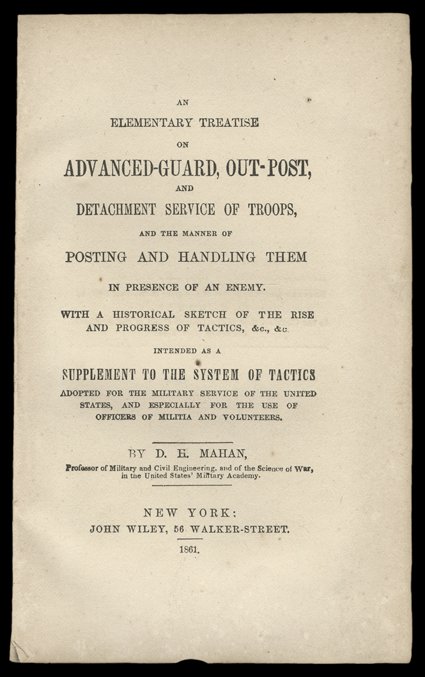 AN
ELEMENTARY TREATISE
ON
ADVANCED-GUARD, OUT-POST,
AND
DETACHMENT SERVICE OF TROOPS,
AND THE MANNER OF
POSTING AND HANDLING THEM
IN PRESENCE OF AN ENEMY.
WITH A HISTORICAL SKETCH OF THE RISE
AND PROGRESS OF TACTICS, &c., &c
INTENDED AS A
SUPPLEMENT TO THE SYSTEM OF TACTICS
ADOPTED FOR THE MILITARY SERVICE OF THE UNITED
STATES, AND ESPECIALLY FOR THE USE OF
OFFICERS OF MILITIA AND VOLUNTEERS.
BY D. H. MAHAN,
Professor of Military and Civil Engineering, and of the Science of War,
in the United States' Military Academy.
NEW YORK:
JOHN WILEY, 56 WALKER-STREET.
1861.